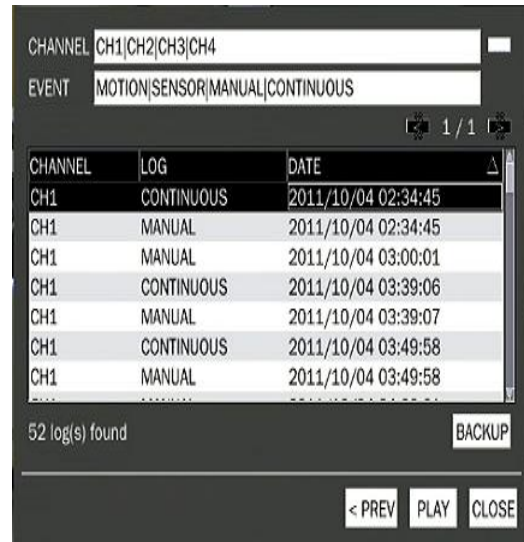 CHANNEL CH1|CH2|CH3|CH4
EVENT MOTION|SENSOR|MANUAL|CONTINUOUS
< 1/1 >
CHANNEL LOG DATE △
CH1 CONTINUOUS 2011/10/04 02:34:45
CH1 MANUAL 2011/10/04 02:34:45
CH1 MANUAL 2011/10/04 03:00:01
CH1 CONTINUOUS 2011/10/04 03:39:06
CH1 MANUAL 2011/10/04 03:39:07
CH1 CONTINUOUS 2011/10/04 03:49:58
CH1 MANUAL 2011/10/04 03:49:58
52 log(s) found BACKUP
< PREV PLAY CLOSE